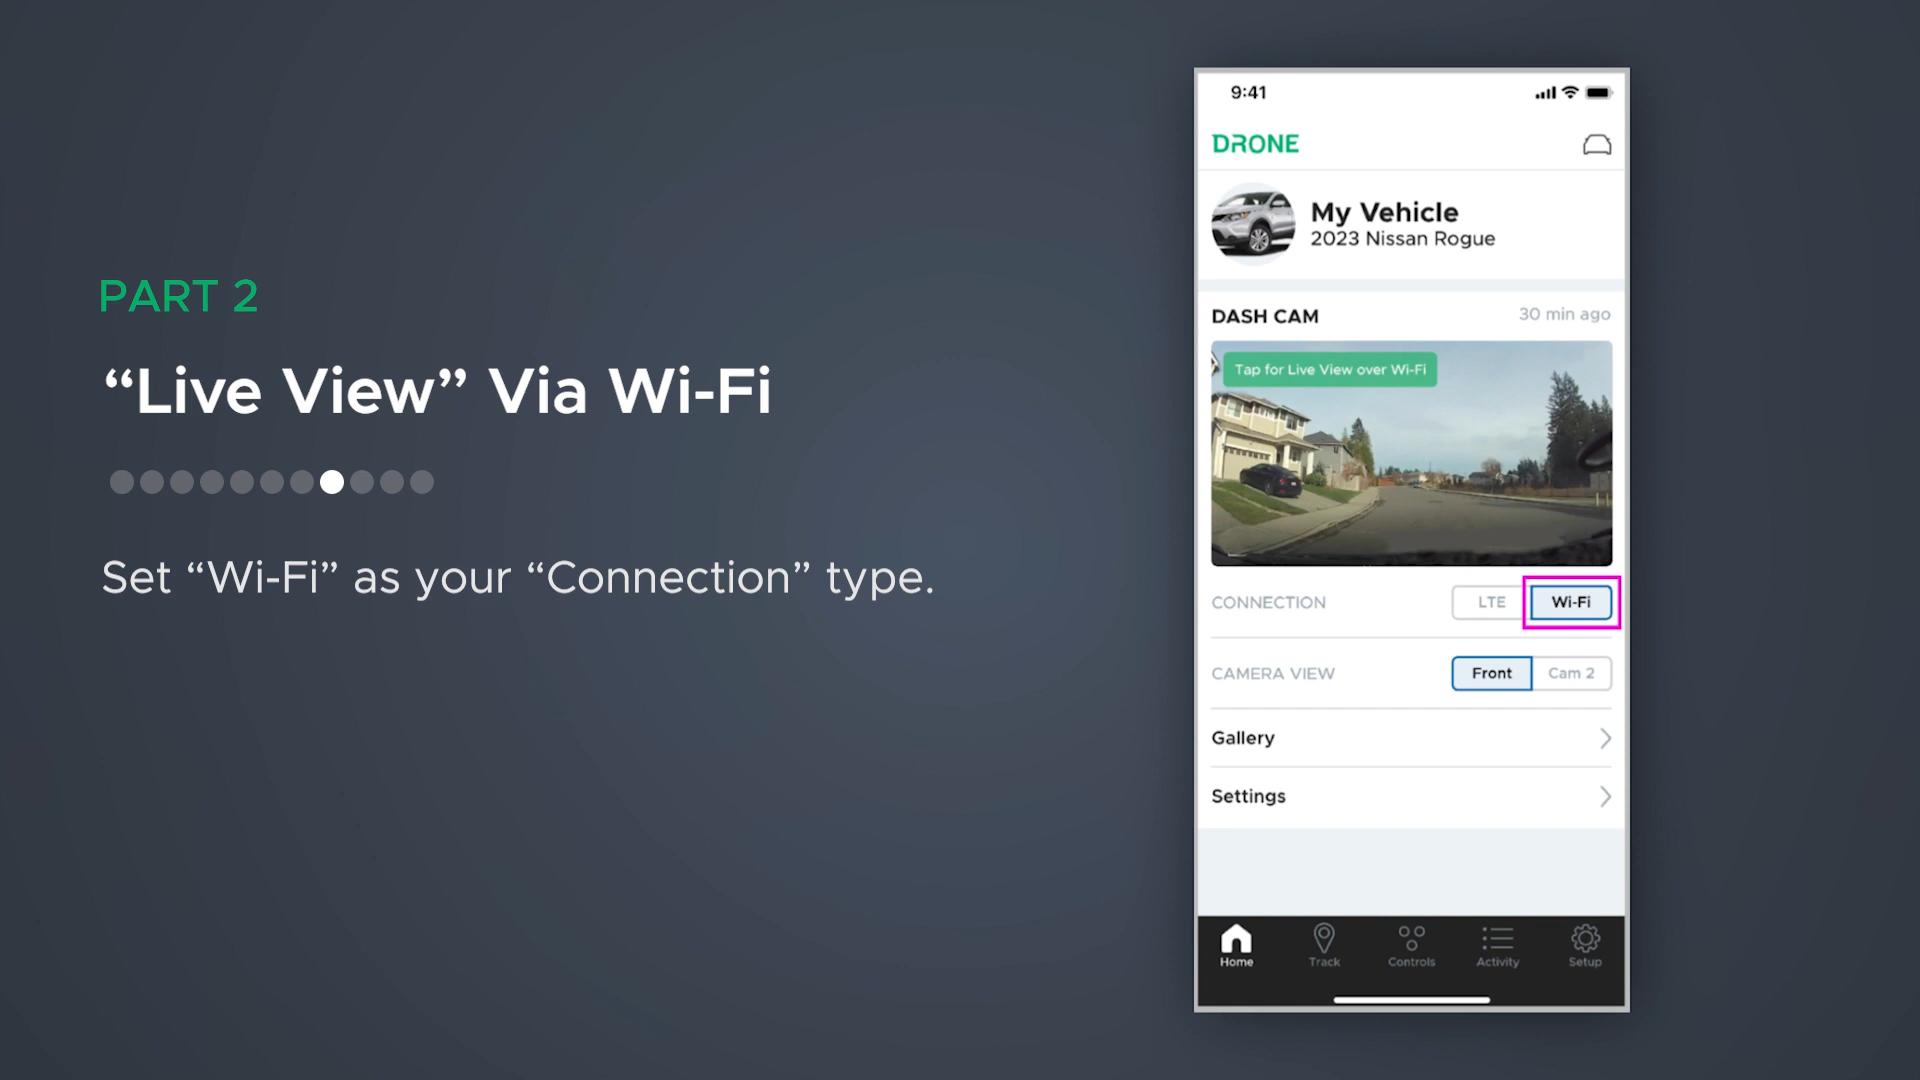 PART 2
“Live View” Via Wi-Fi
Set “Wi-Fi” as your “Connection” type.
9:41
DRONE
My Vehicle
2023 Nissan Rogue
DASH CAM 30 min ago
Tap for Live View over Wi-Fi
CONNECTION LTE Wi-Fi
CAMERA VIEW Front Cam 2
Gallery
Settings
Home Track Controls Activity Setup